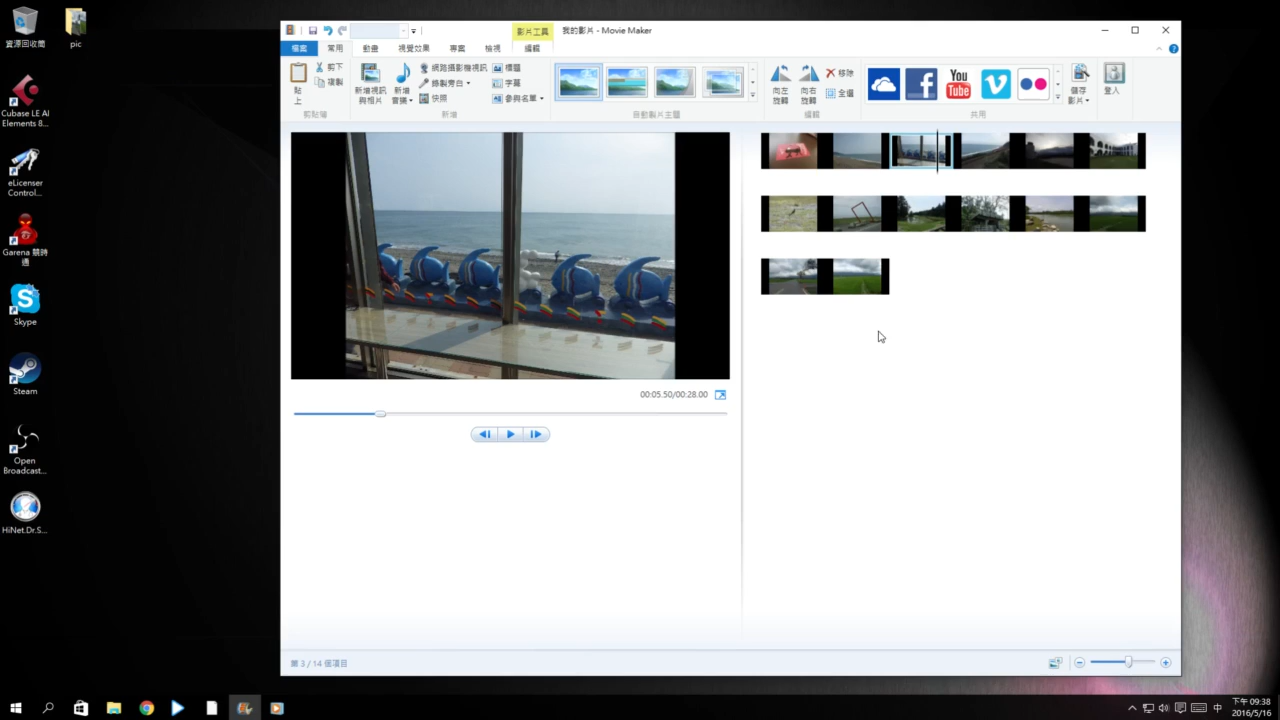 資源回收筒
pic
Cubase LE AI
Elements 8...
eLicenser
Control...
Garena 競時
通
Skype
Steam
Open
Broadcast...
HiNet.Dr.S...
影片工具
我的影片 - Movie Maker
檔案
常用
動畫
視覺效果
專案
檢視
編輯
貼
上
剪下
複製
剪貼簿
新增視訊
與相片
新增
音樂
網路攝影機視訊
錄製旁白
快照
標題
字幕
參與名單
新增
自動影片主題
向左
旋轉
向右
旋轉
移除
全選
編輯
You
Tube
共用
儲存
影片
登入
00:05.50/00:28.00
第 3 / 14 個項目
中
下午 09:38
2016/5/16